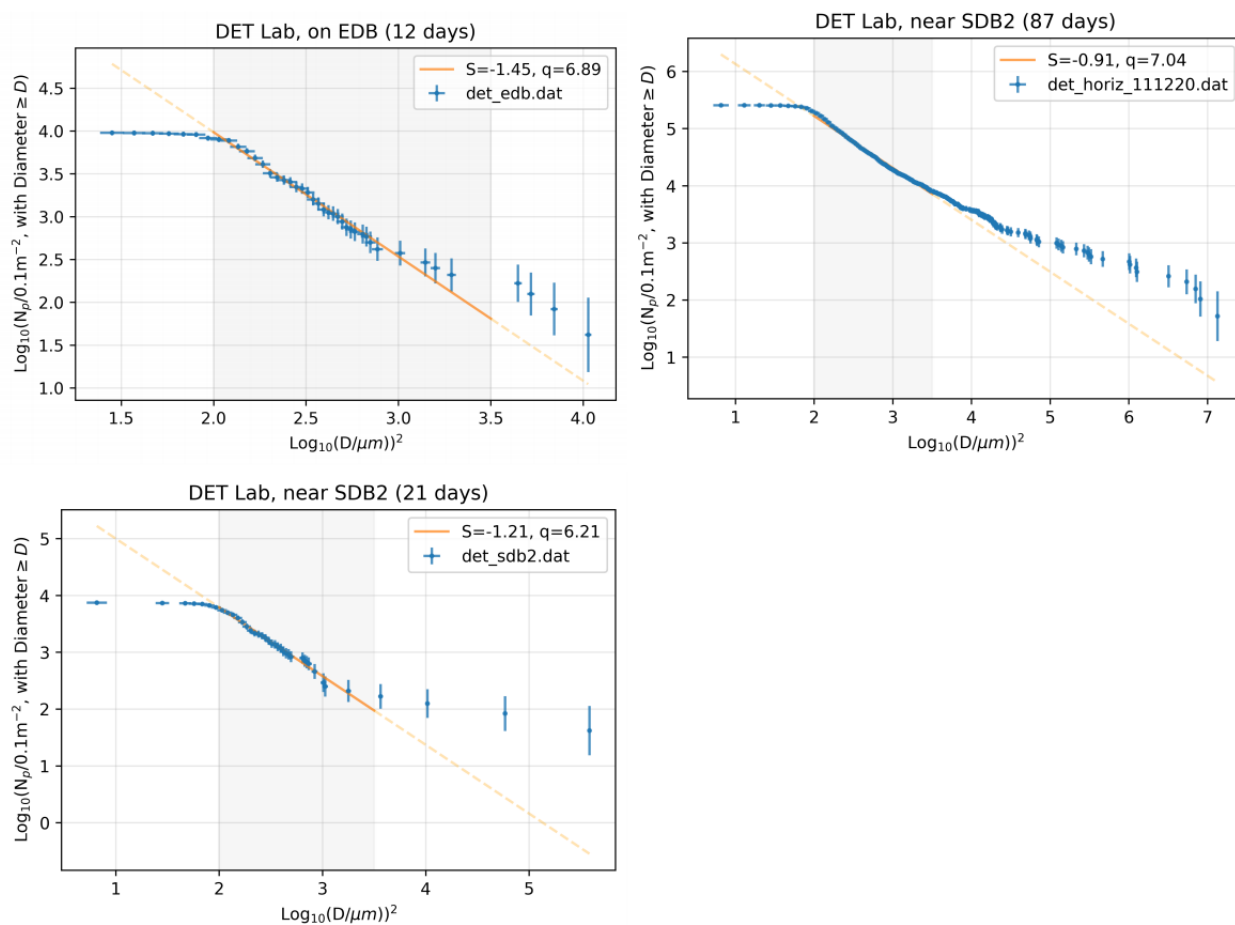 DET Lab, on EDB (12 days)
S=-1.45, q=6.89
det_edb.dat
Log₁₀(Nₚ/0.1m⁻², with Diameter ≥ D)
4.5
4.0
3.5
3.0
2.5
2.0
1.5
1.0
1.5 2.0 2.5 3.0 3.5 4.0
Log₁₀(D/μm))²
DET Lab, near SDB2 (87 days)
S=-0.91, q=7.04
det_horiz_111220.dat
Log₁₀(Nₚ/0.1m⁻², with Diameter ≥ D)
6
5
4
3
2
1
1 2 3 4 5 6 7
Log₁₀(D/μm))²
DET Lab, near SDB2 (21 days)
S=-1.21, q=6.21
det_sdb2.dat
Log₁₀(Nₚ/0.1m⁻², with Diameter ≥ D)
5
4
3
2
1
0
1 2 3 4 5
Log₁₀(D/μm))²